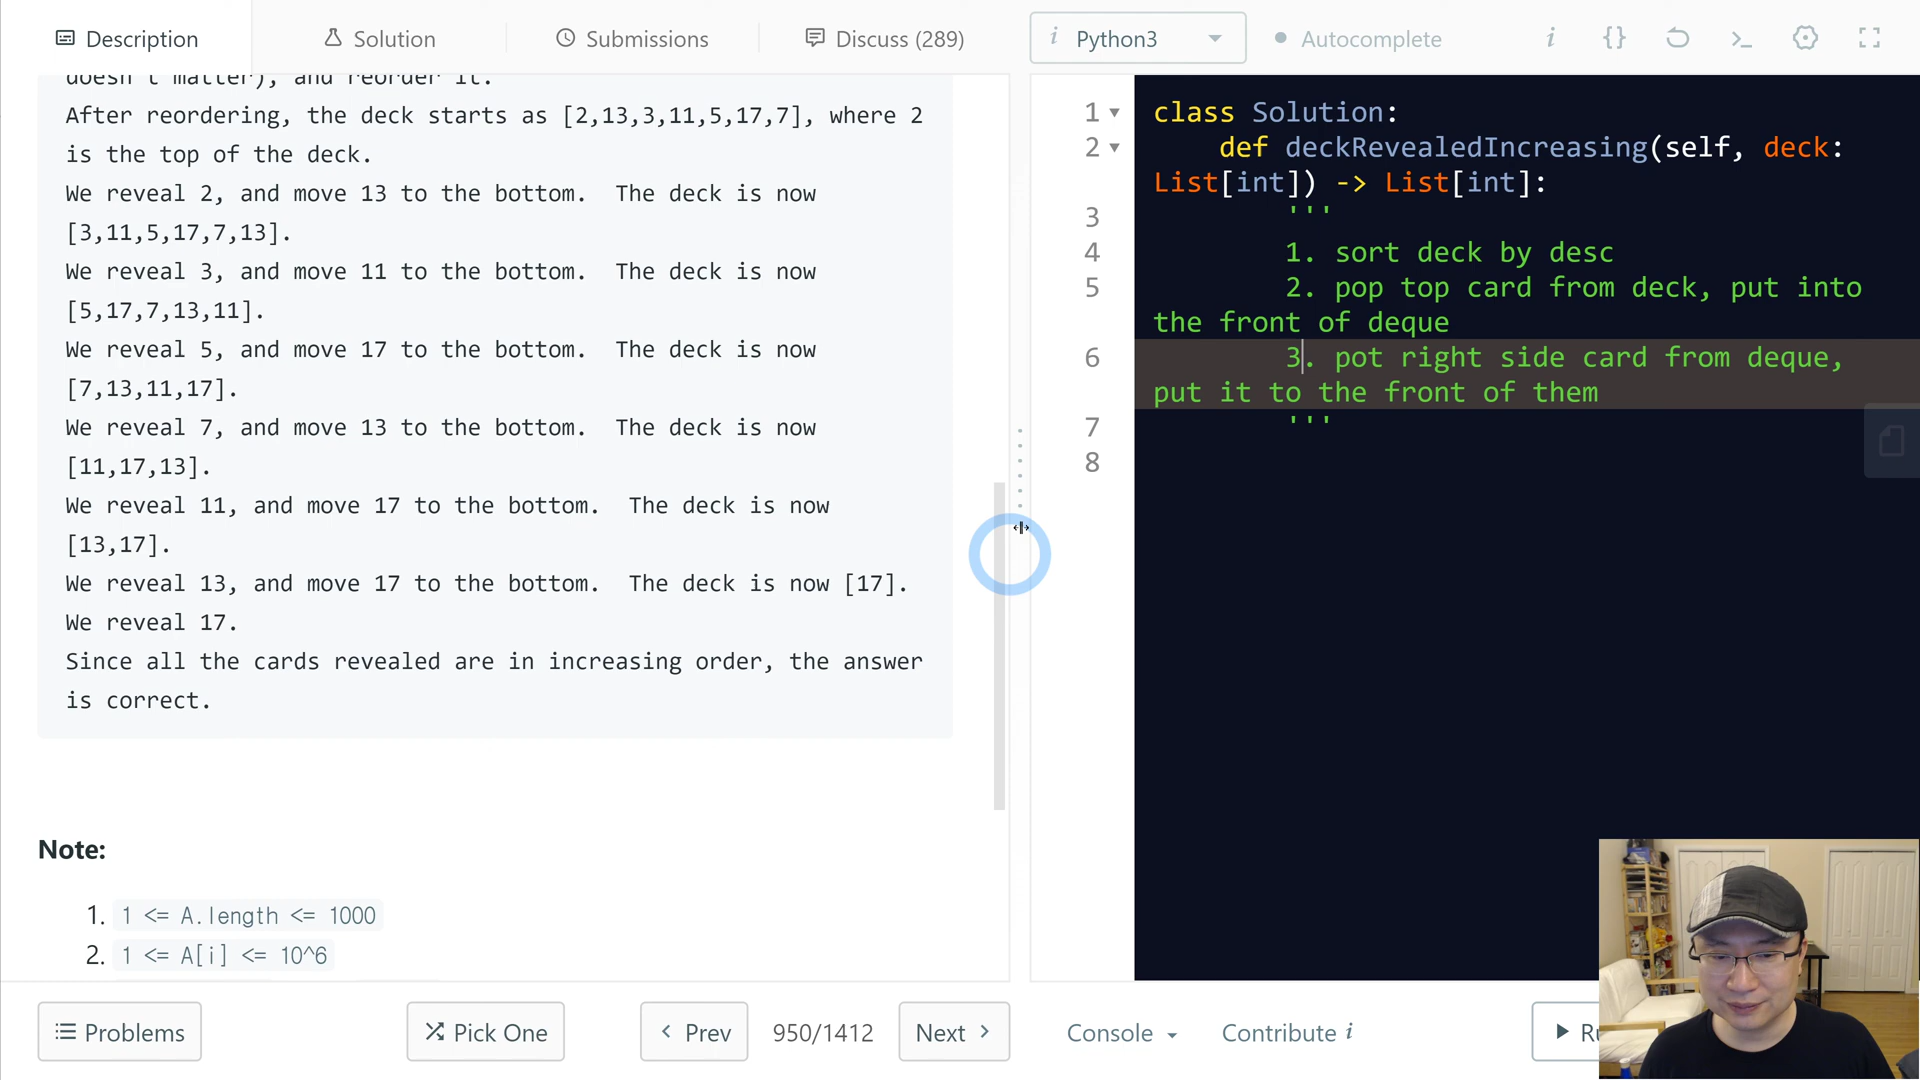 Description
Solution
Submissions
Discuss (289)
i Python3
Autocomplete
i {}
doesn't matter), and reorder it.
After reordering, the deck starts as [2,13,3,11,5,17,7], where 2
is the top of the deck.
We reveal 2, and move 13 to the bottom.  The deck is now
[3,11,5,17,7,13].
We reveal 3, and move 11 to the bottom.  The deck is now
[5,17,7,13,11].
We reveal 5, and move 17 to the bottom.  The deck is now
[7,13,11,17].
We reveal 7, and move 13 to the bottom.  The deck is now
[11,17,13].
We reveal 11, and move 17 to the bottom.  The deck is now
[13,17].
We reveal 13, and move 17 to the bottom.  The deck is now [17].
We reveal 17.
Since all the cards revealed are in increasing order, the answer
is correct.
Note:
1. 1 <= A.length <= 1000
2. 1 <= A[i] <= 10^6
1 class Solution:
2 def deckRevealedIncreasing(self, deck:
List[int]) -> List[int]:
3 '''
4 1. sort deck by desc
5 2. pop top card from deck, put into
the front of deque
6 3. pot right side card from deque,
put it to the front of them
7 '''
8
Problems
Pick One
Prev
950/1412
Next
Console
Contribute i